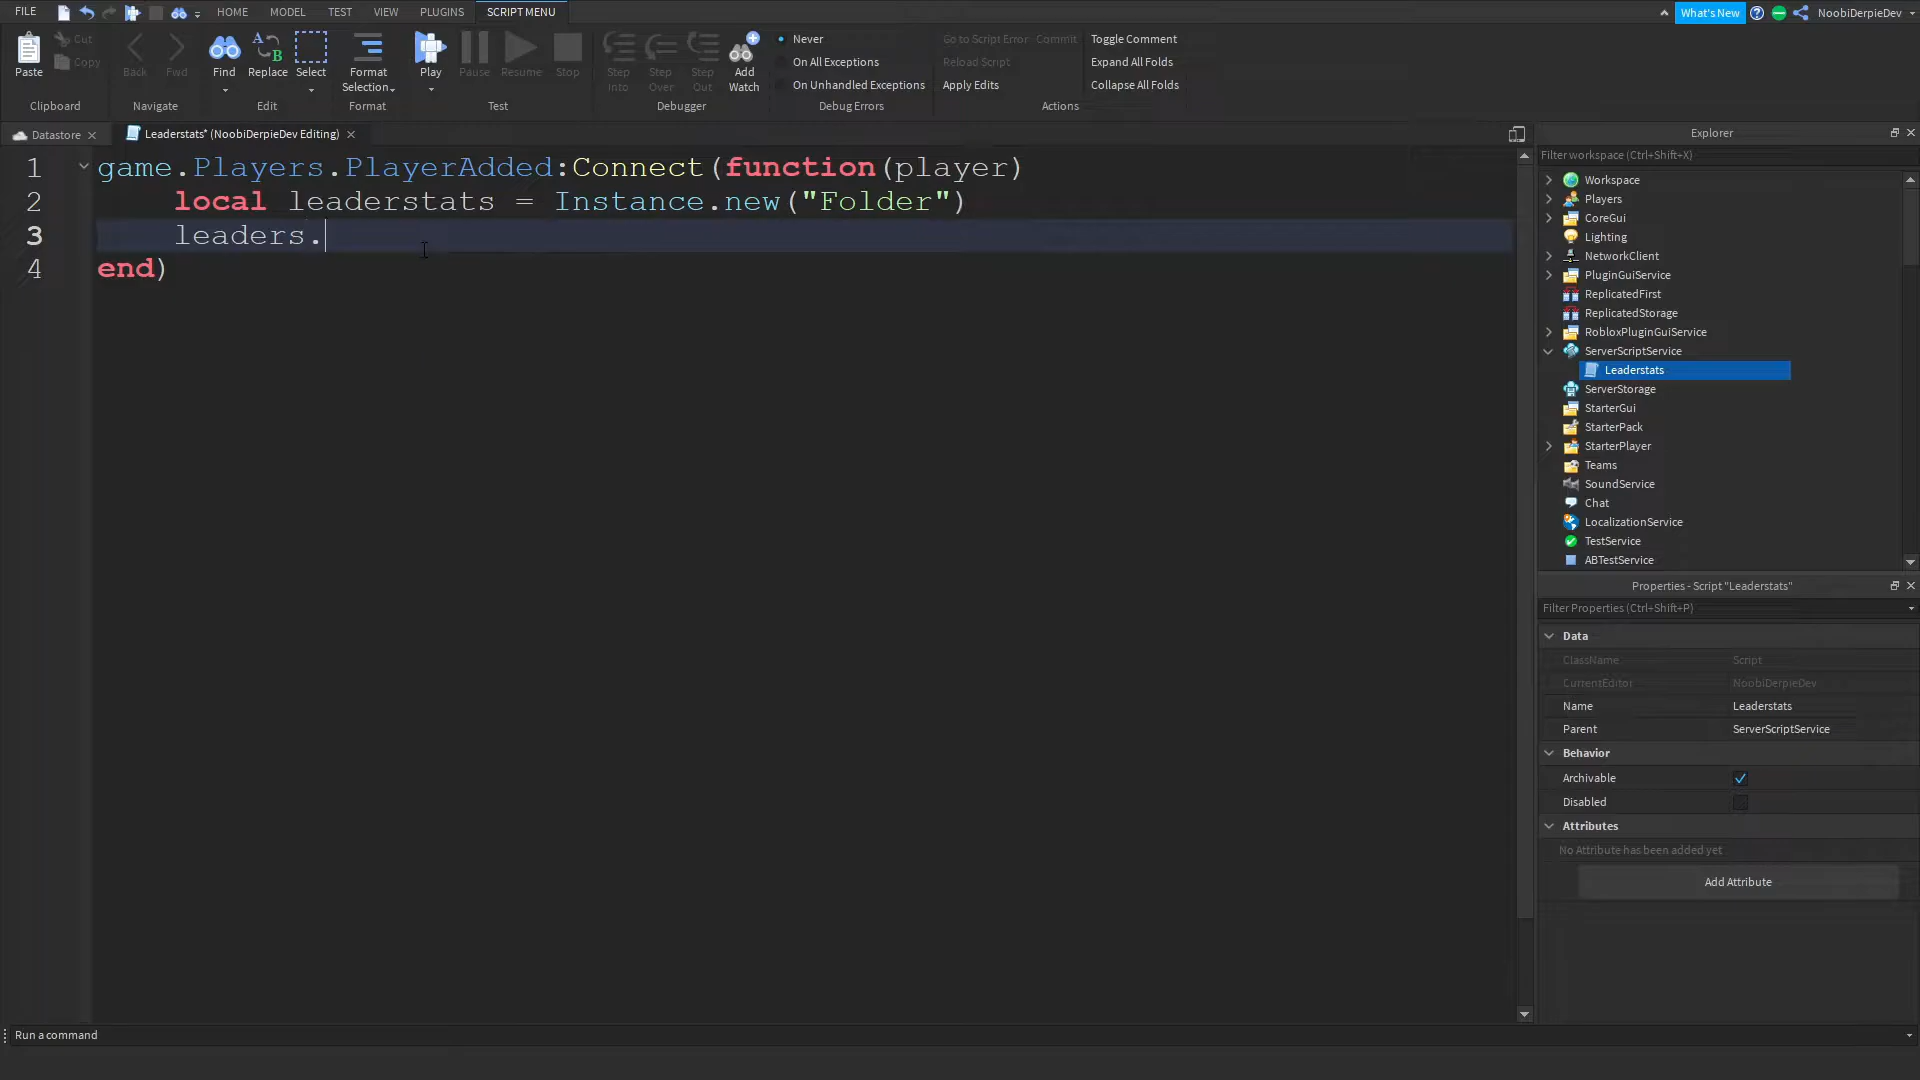 FILE HOME MODEL TEST VIEW PLUGINS SCRIPT MENU What's New NoobiDerpieDev
Paste Cut Copy Back Fwd Find Replace Select Format Selection Play Pause Resume Stop Step Into Step Over Step Out Add Watch
Never Go to Script Error Commit Toggle Comment
On All Exceptions Reload Script Expand All Folds
On Unhandled Exceptions Apply Edits Collapse All Folds
Clipboard Navigate Edit Format Test Debugger Debug Errors Actions
Datastore Leaderstats* (NoobiDerpieDev Editing)
1 game.Players.PlayerAdded:Connect(function(player)
2 local leaderstats = Instance.new("Folder")
3 leaders.
4 end)
Explorer
Filter workspace (Ctrl+Shift+X)
Workspace
Players
CoreGui
Lighting
NetworkClient
PluginGuiService
ReplicatedFirst
ReplicatedStorage
RobloxPluginGuiService
ServerScriptService
Leaderstats
ServerStorage
StarterGui
StarterPack
StarterPlayer
Teams
SoundService
Chat
LocalizationService
TestService
ABTestService
Properties - Script "Leaderstats"
Filter Properties (Ctrl+Shift+P)
Data
ClassName Script
CurrentEditor NoobiDerpieDev
Name Leaderstats
Parent ServerScriptService
Behavior
Archivable
Disabled
Attributes
No Attribute has been added yet
Add Attribute
Run a command